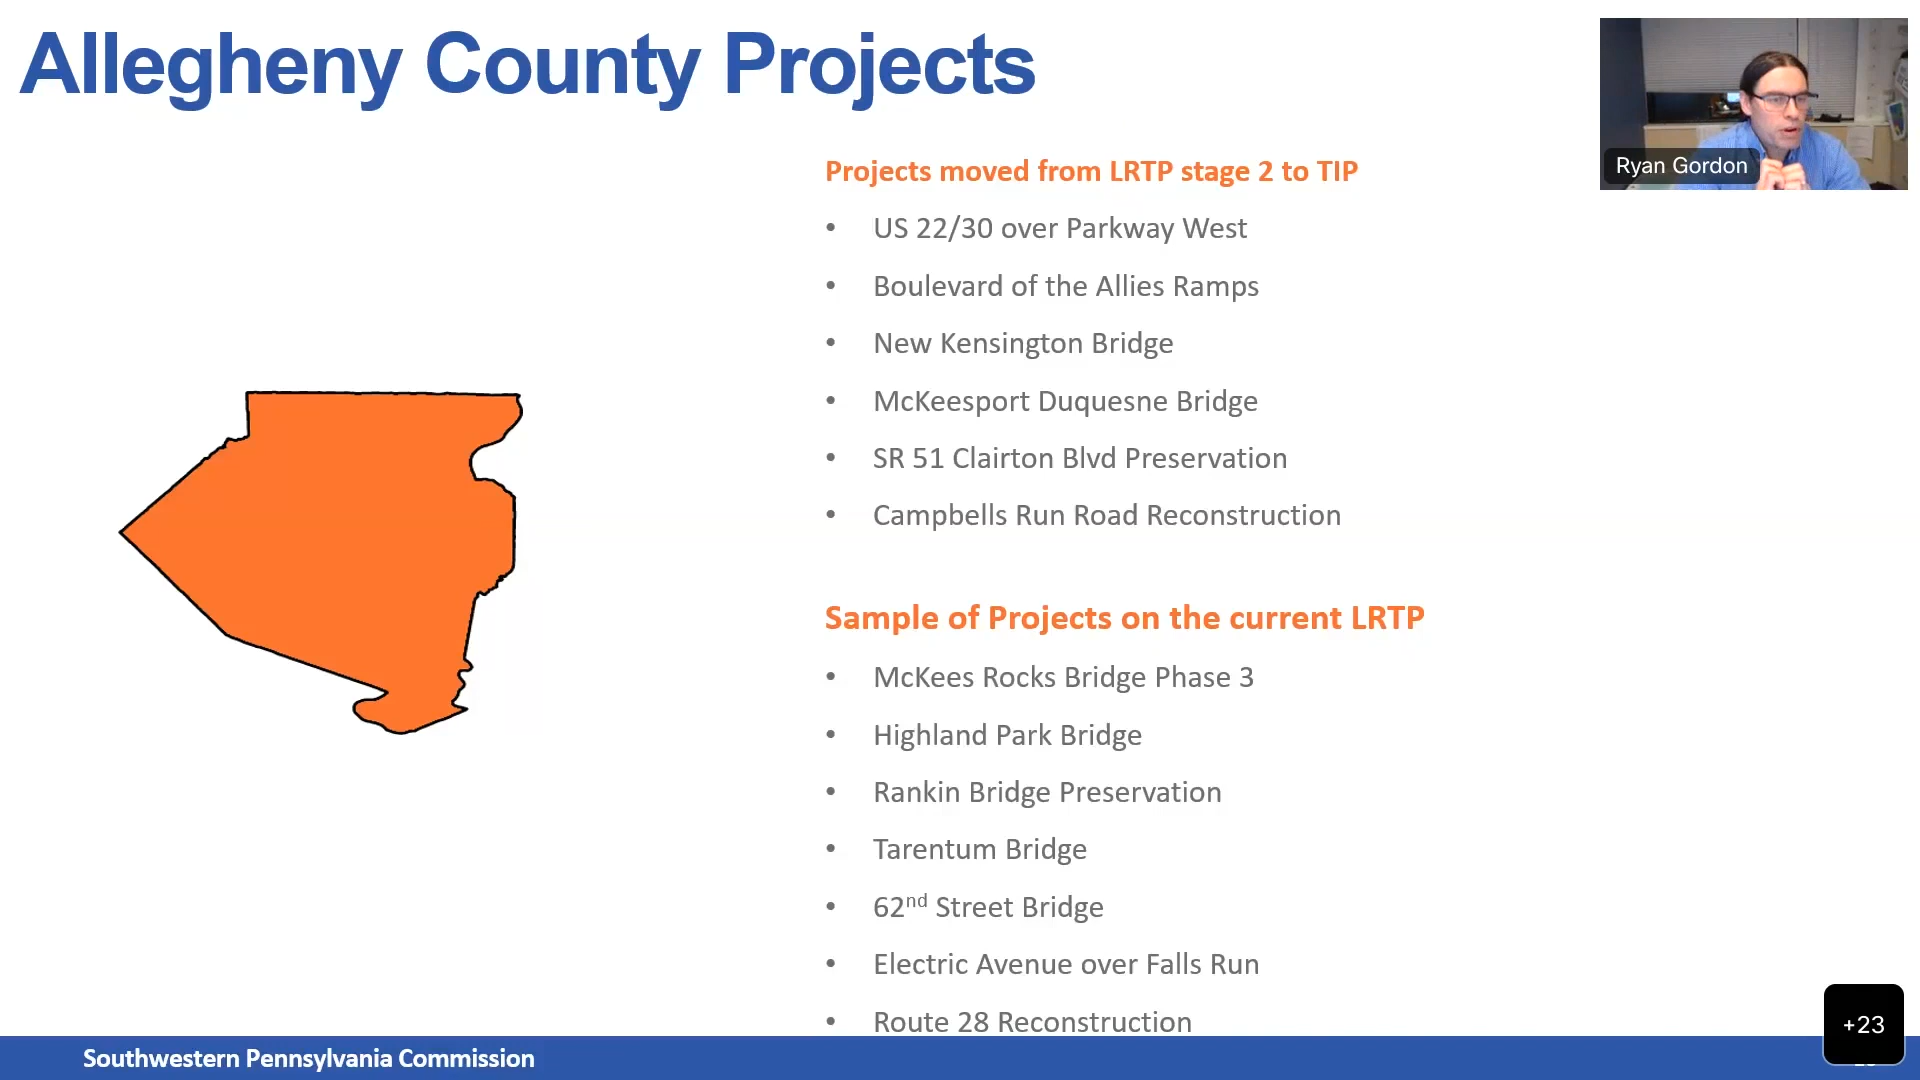 Allegheny County Projects
Ryan Gordon
Projects moved from LRTP stage 2 to TIP
• US 22/30 over Parkway West
• Boulevard of the Allies Ramps
• New Kensington Bridge
• McKeesport Duquesne Bridge
• SR 51 Clairton Blvd Preservation
• Campbells Run Road Reconstruction
Sample of Projects on the current LRTP
• McKees Rocks Bridge Phase 3
• Highland Park Bridge
• Rankin Bridge Preservation
• Tarentum Bridge
• 62nd Street Bridge
• Electric Avenue over Falls Run
• Route 28 Reconstruction
+23
Southwestern Pennsylvania Commission